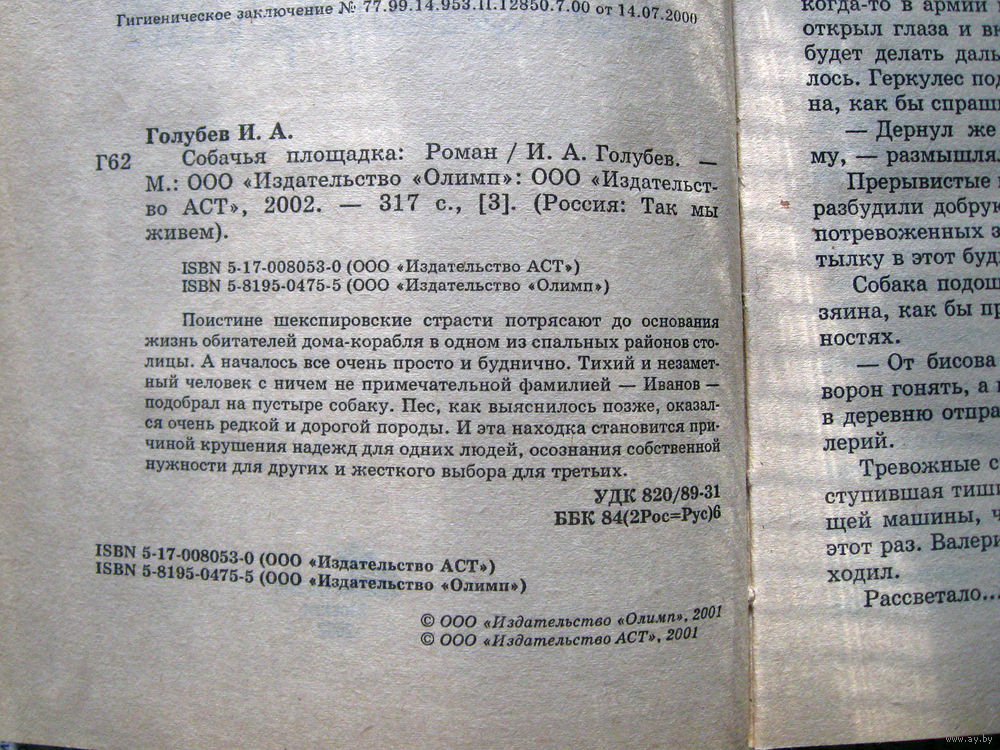 Гигиеническое заключение № 77.99.14.953.П.12850.7.00 от 14.07.2000
Голубев И. А.
Г62 Собачья площадка: Роман / И. А. Голубев. —
М.: ООО «Издательство «Олимп»: ООО «Издательст-
во АСТ», 2002. — 317 с., [3]. (Россия: Так мы
живем).
ISBN 5-17-008053-0 (ООО «Издательство АСТ»)
ISBN 5-8195-0475-5 (ООО «Издательство «Олимп»)
Поистине шекспировские страсти потрясают до основания
жизнь обитателей дома-корабля в одном из спальных районов сто-
лицы. А началось все очень просто и буднично. Тихий и незамет-
ный человек с ничем не примечательной фамилией — Иванов —
подобрал на пустыре собаку. Пес, как выяснилось позже, оказал-
ся очень редкой и дорогой породы. И эта находка становится при-
чиной крушения надежд для одних людей, осознания собственной
нужности для других и жесткого выбора для третьих.
УДК 820/89-31
ББК 84(2Рос=Рус)6
ISBN 5-17-008053-0 (ООО «Издательство АСТ»)
ISBN 5-8195-0475-5 (ООО «Издательство «Олимп»)
© ООО «Издательство «Олимп», 2001
© ООО «Издательство АСТ», 2001
когда-то в армии
открыл глаза и
будет делать
лось. Геркулес
на, как бы
— Дернул же
му, —
Прерывистые
разбудили
потревоженных
тылку в этот
Собака
зяина, как бы
ностях.
— От бисова
ворон гонять, а
в деревню
лерий.
Тревожные
ступившая
щей машины,
этот раз.
ходил.
Рассветало...
www.ay.by